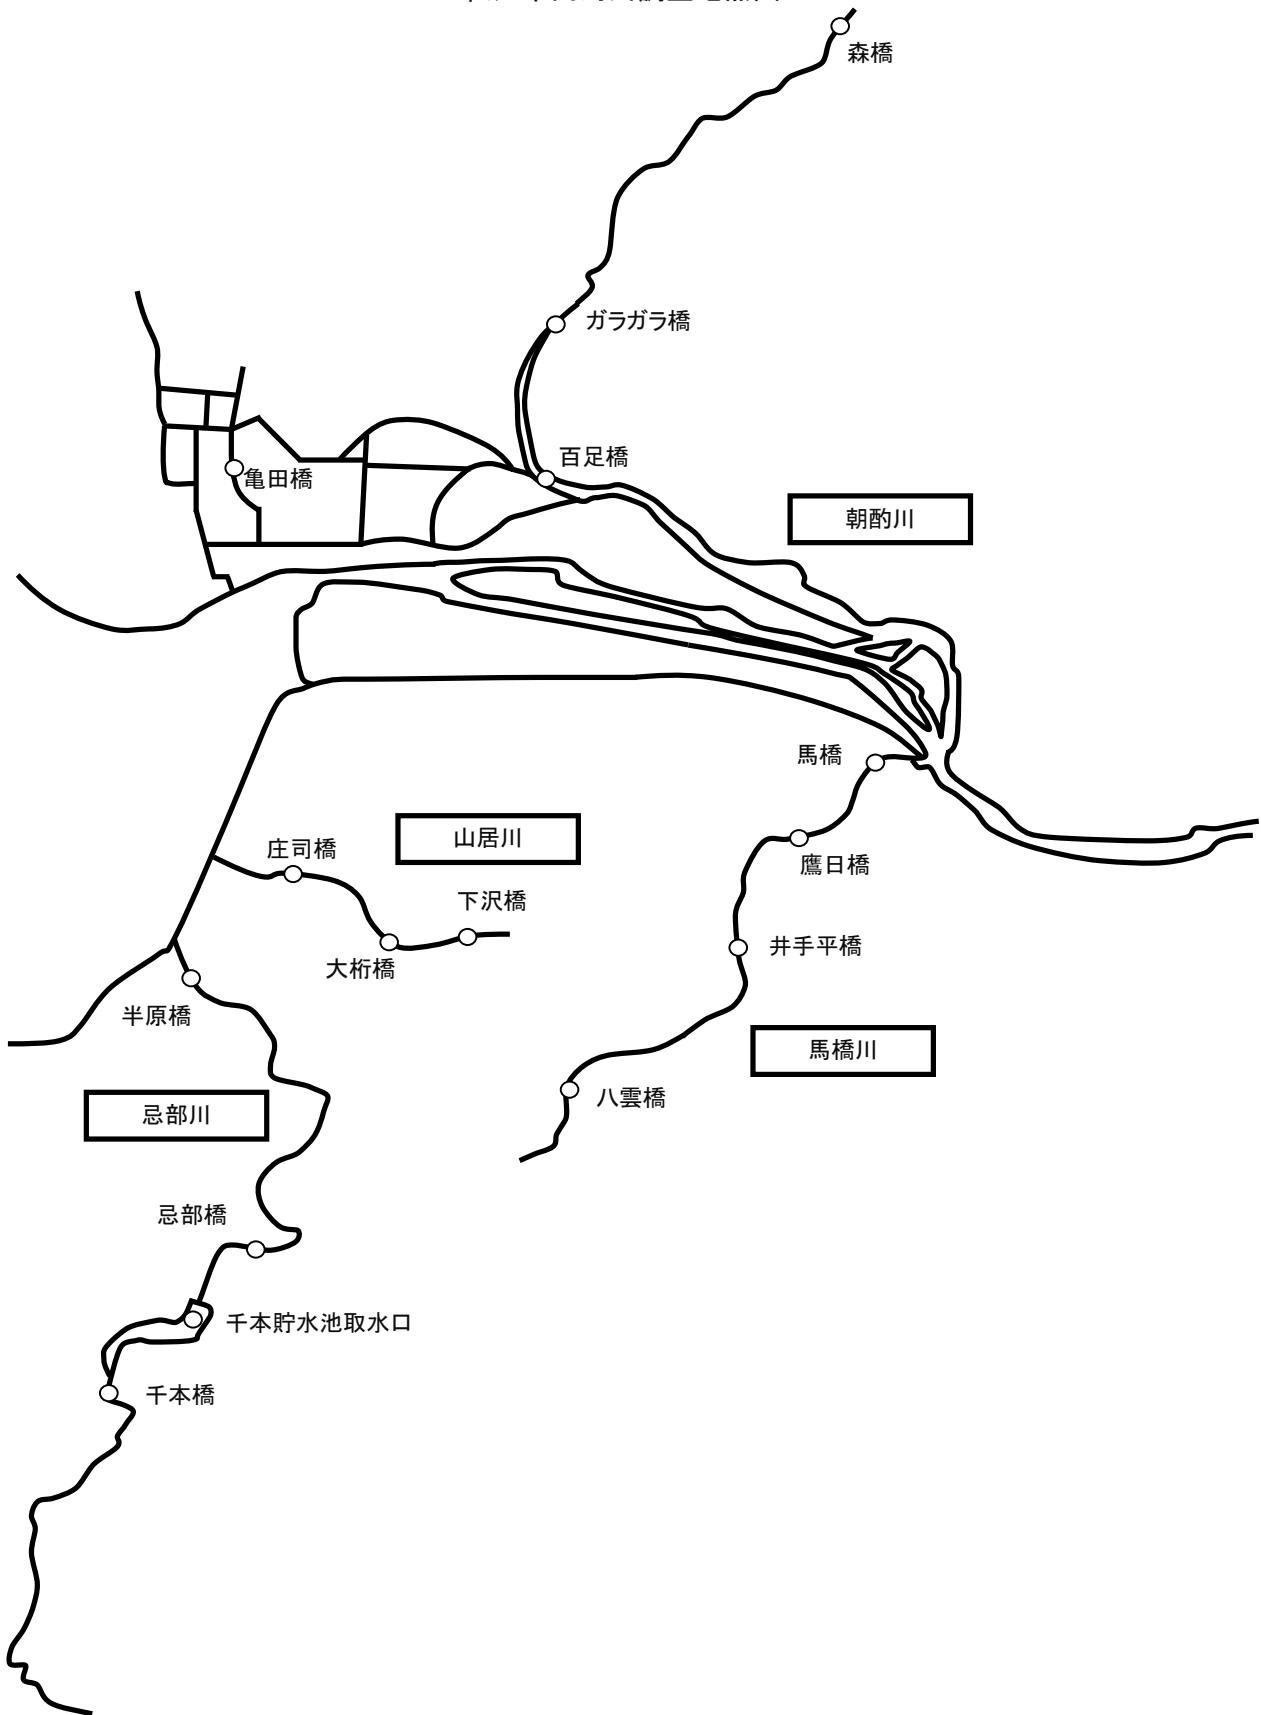 森橋
ガラガラ橋
百足橋
亀田橋
朝酌川
馬橋
山居川
庄司橋
鷹日橋
下沢橋
井手平橋
大桁橋
半原橋
馬橋川
八雲橋
忌部川
忌部橋
千本貯水池取水口
千本橋